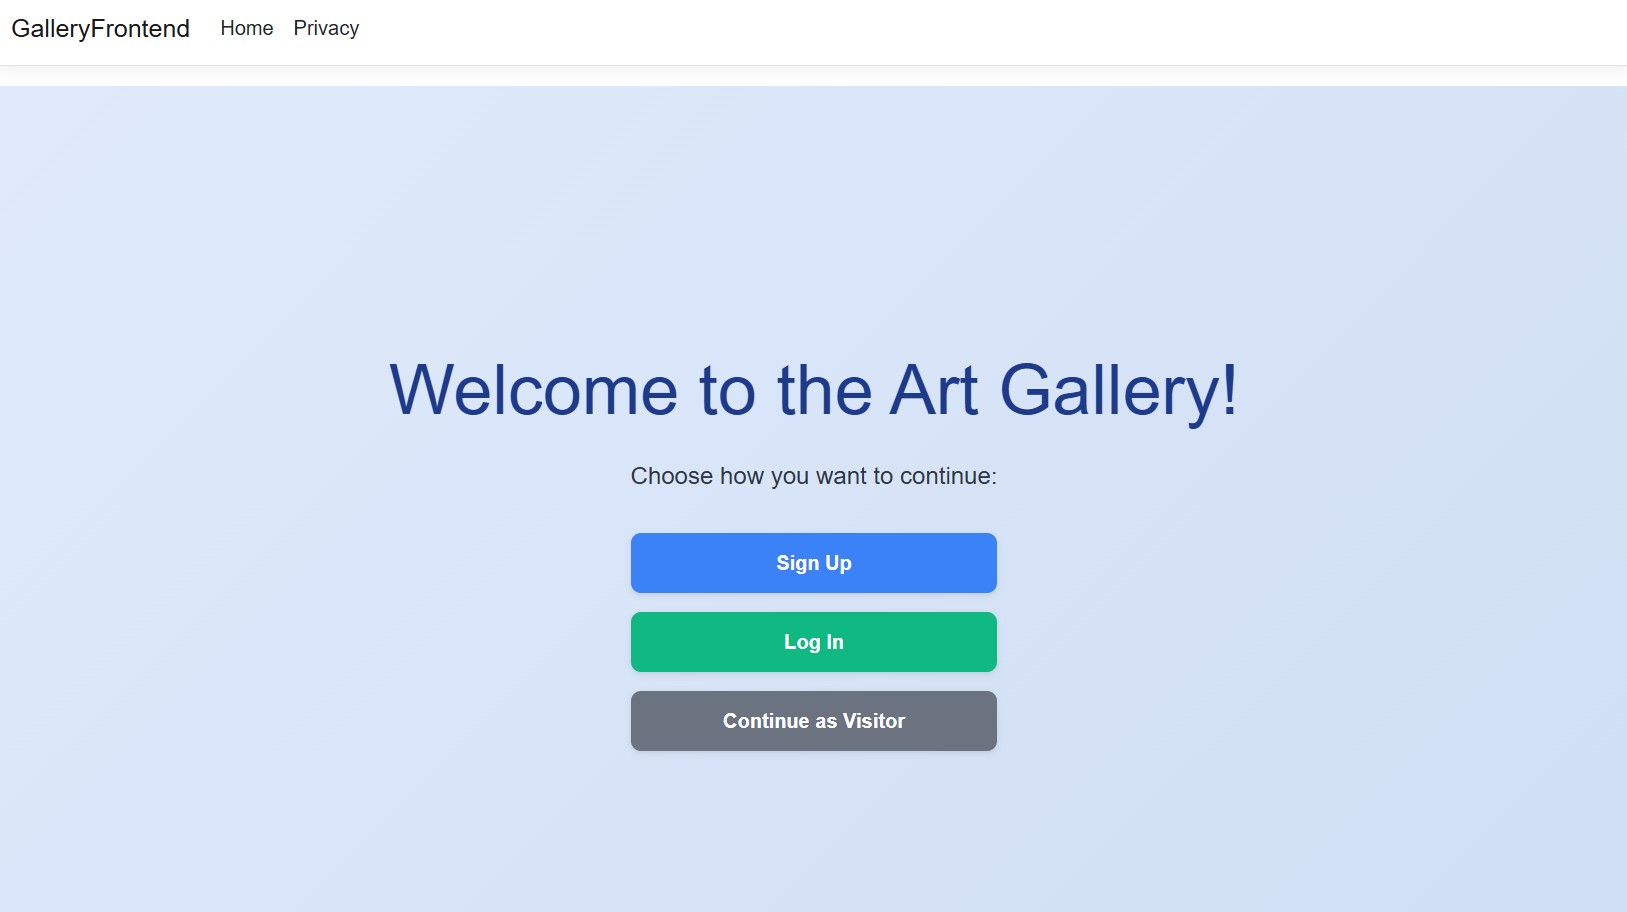 GalleryFrontend Home Privacy
Welcome to the Art Gallery!
Choose how you want to continue:
Sign Up
Log In
Continue as Visitor